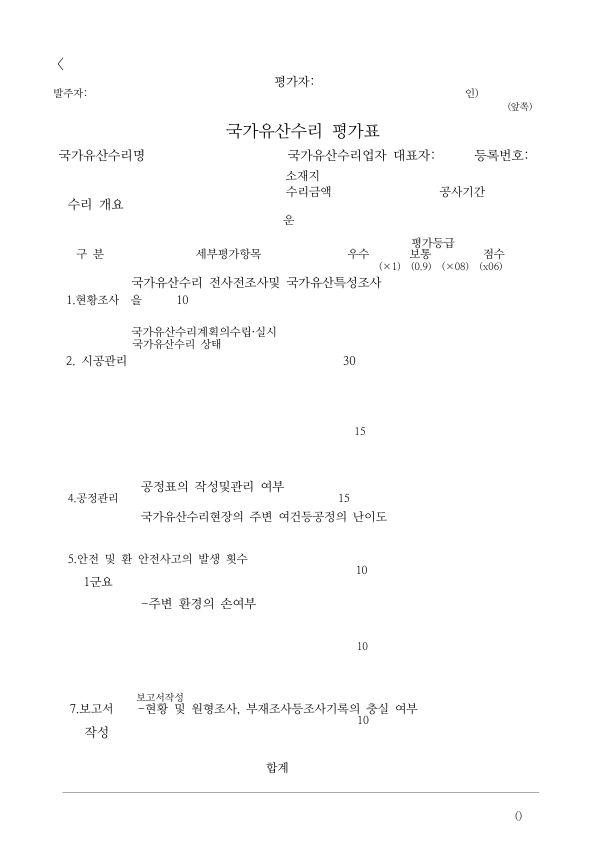 〈
평가자:
발주자: 인)
(앞쪽)
국가유산수리 평가표
국가유산수리명 국가유산수리업자 대표자: 등록번호:
소재지
수리금액 공사기간
수리 개요
운
평가등급
구 분 세부평가항목 우수 보통 점수
(×1) (0.9) (×08) (x06)
국가유산수리 전사전조사및 국가유산특성조사
1.현황조사 을 10
국가유산수리계획의수립·실시
국가유산수리 상태
2. 시공관리 30
15
공정표의 작성및관리 여부
4.공정관리 15
국가유산수리현장의 주변 여건등공정의 난이도
5.안전 및 환 안전사고의 발생 횟수
10
1군요
-주변 환경의 손여부
10
보고서작성
7.보고서 -현황 및 원형조사, 부재조사등조사기록의 충실 여부
10
작성
합계
()